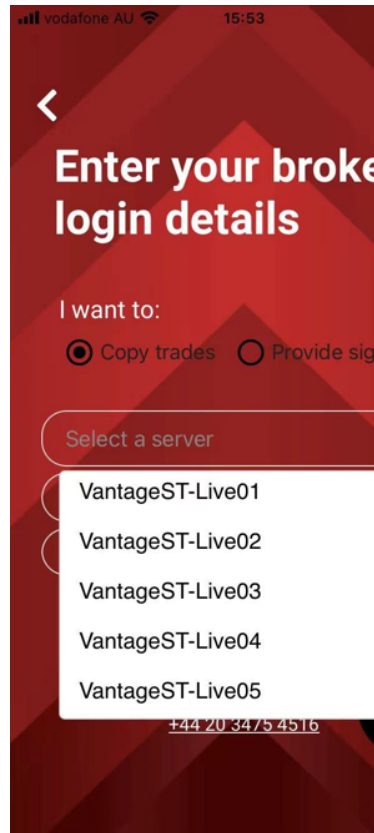 vodafone AU 15:53
Enter your broke
login details
I want to:
Copy trades Provide sig
Select a server
VantageST-Live01
VantageST-Live02
VantageST-Live03
VantageST-Live04
VantageST-Live05
+44 20 3475 4516